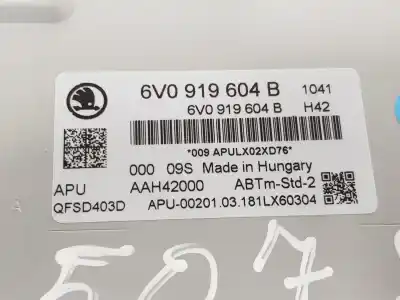 6V0 919 604 B 1041
6V0 919 604 B H42
*009 APULX02XD76*
000 09S Made in Hungary
APU AAH42000 ABTm-Std-2
QFSD403D APU-00201.03.181LX60304
A
507